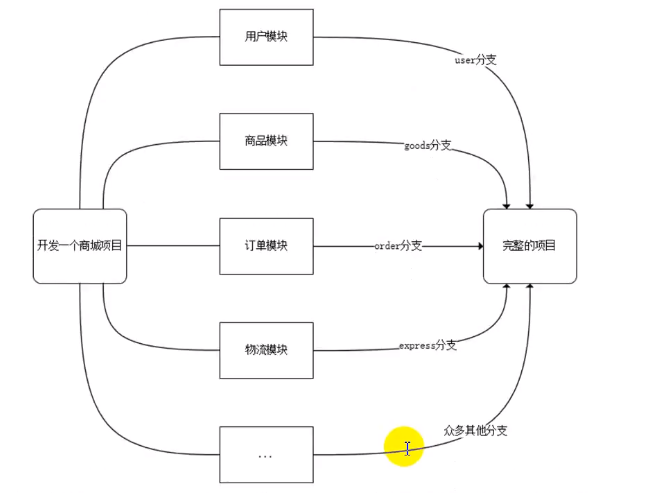 用户模块
user分支
商品模块
goods分支
开发一个商城项目
订单模块
order分支
完整的项目
物流模块
express分支
众多其他分支
...